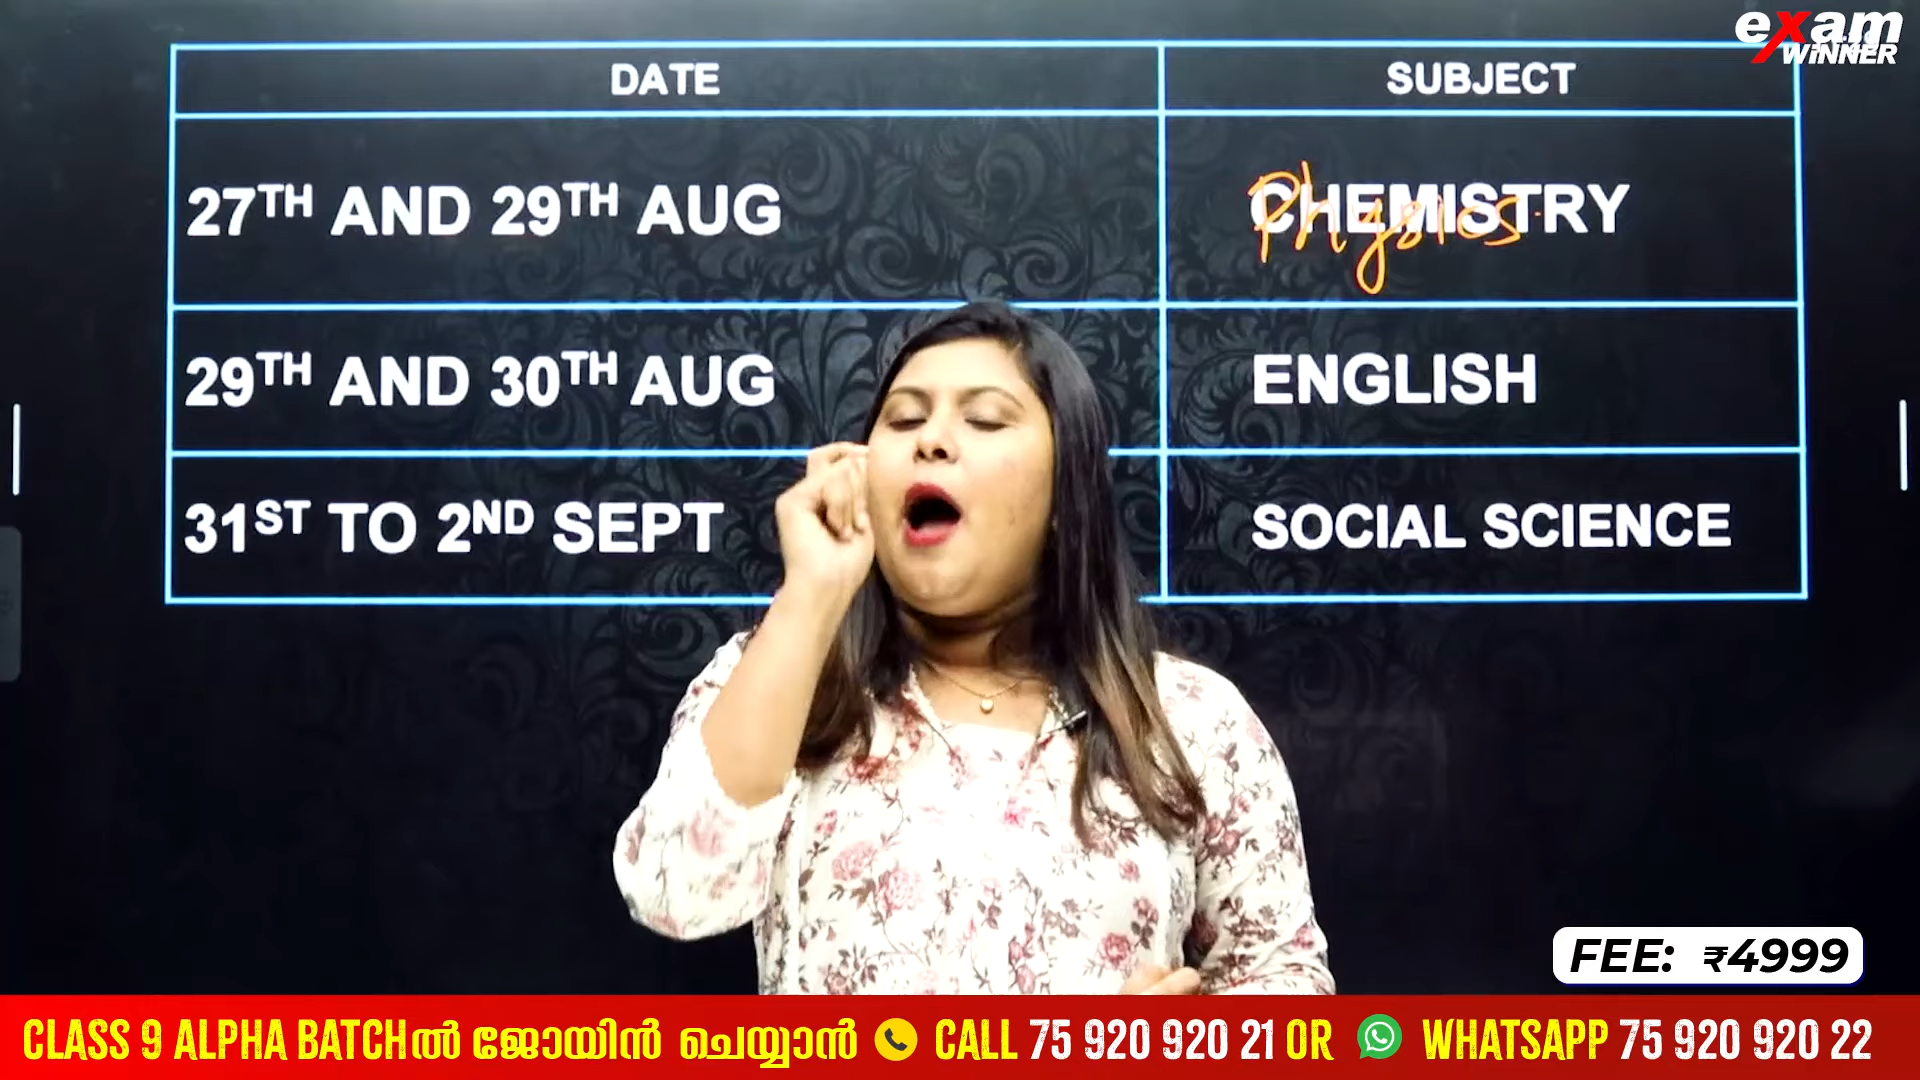 exam
WINNER
DATE SUBJECT
27TH AND 29TH AUG CHEMISTRY
Physics
29TH AND 30TH AUG ENGLISH
31ST TO 2ND SEPT SOCIAL SCIENCE
FEE: ₹4999
CLASS 9 ALPHA BATCHൽ ജോയിൻ ചെയ്യാൻ CALL 75 920 920 21 OR WHATSAPP 75 920 920 22